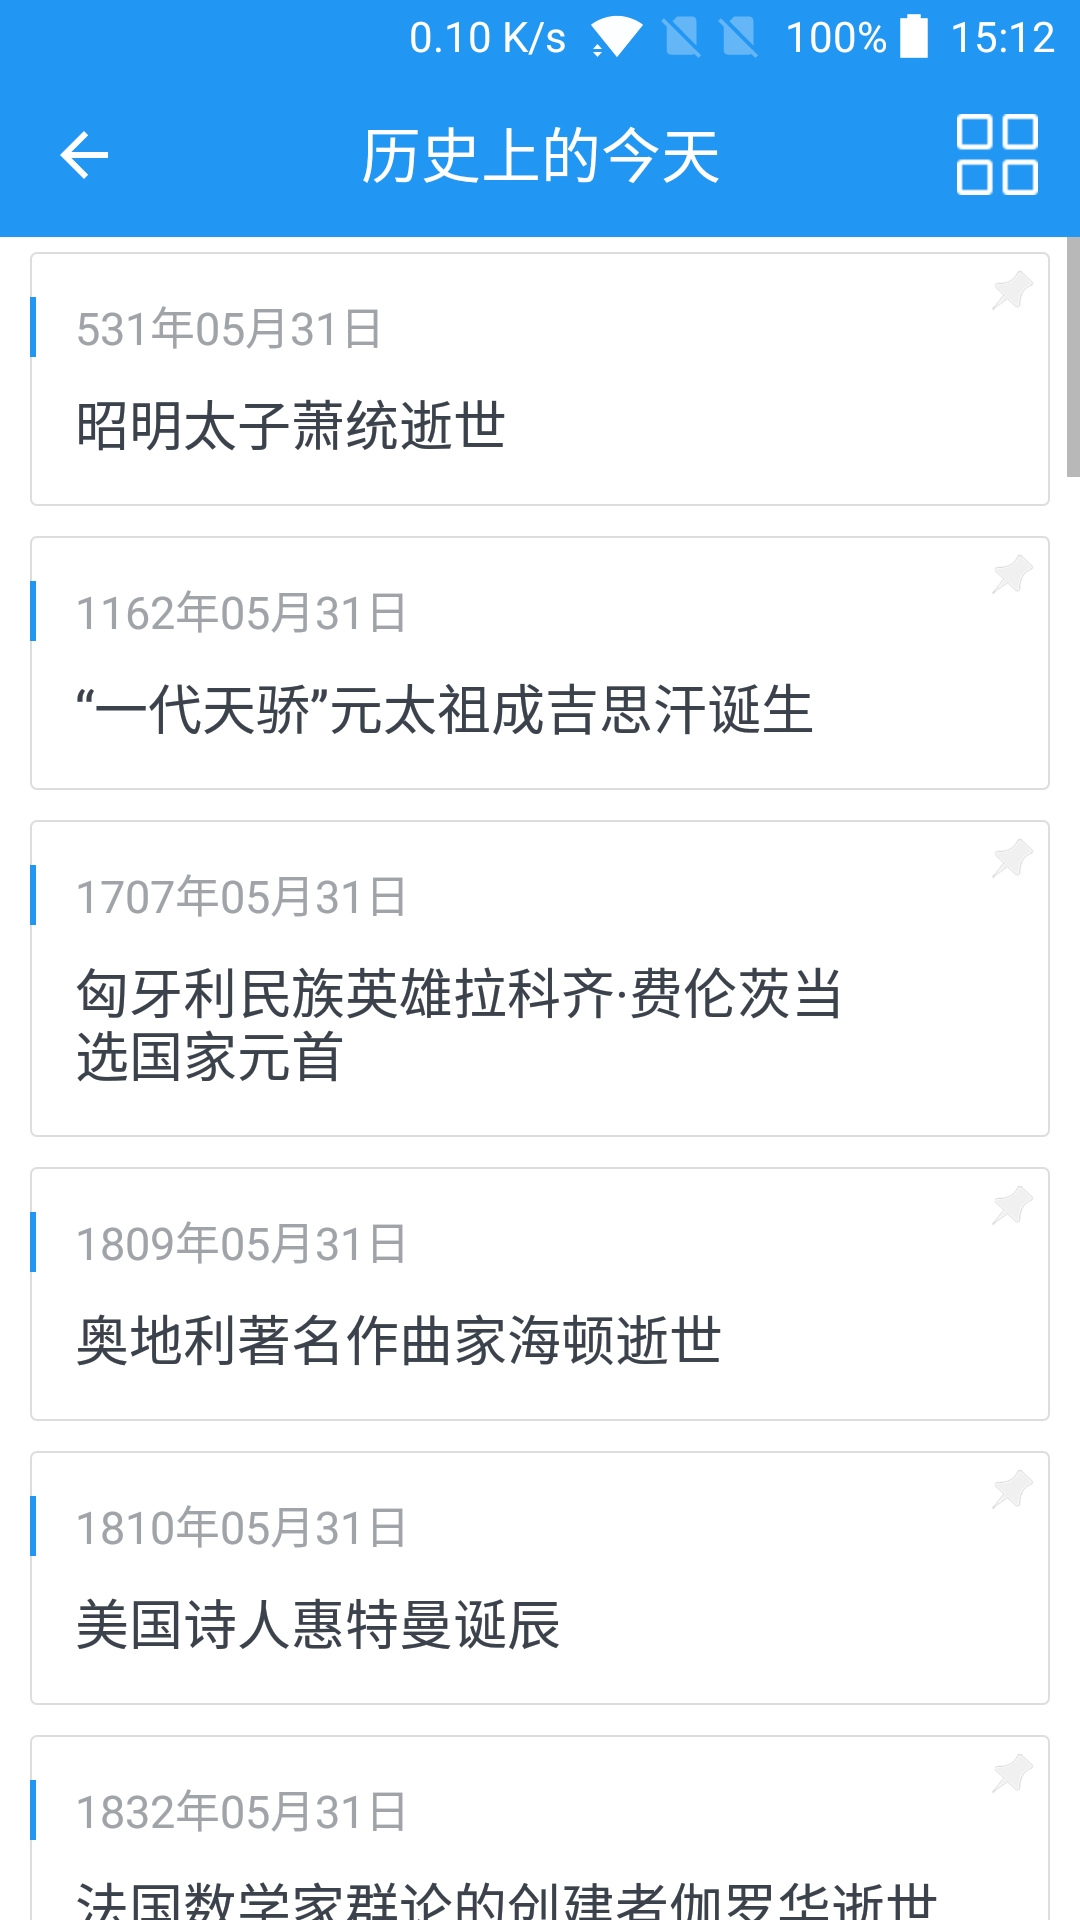 0.10 K/s 100% 15:12
历史上的今天
531年05月31日
昭明太子萧统逝世
1162年05月31日
“一代天骄”元太祖成吉思汗诞生
1707年05月31日
匈牙利民族英雄拉科齐·费伦茨当
选国家元首
1809年05月31日
奥地利著名作曲家海顿逝世
1810年05月31日
美国诗人惠特曼诞辰
1832年05月31日
法国数学家群论的创建者伽罗华逝世